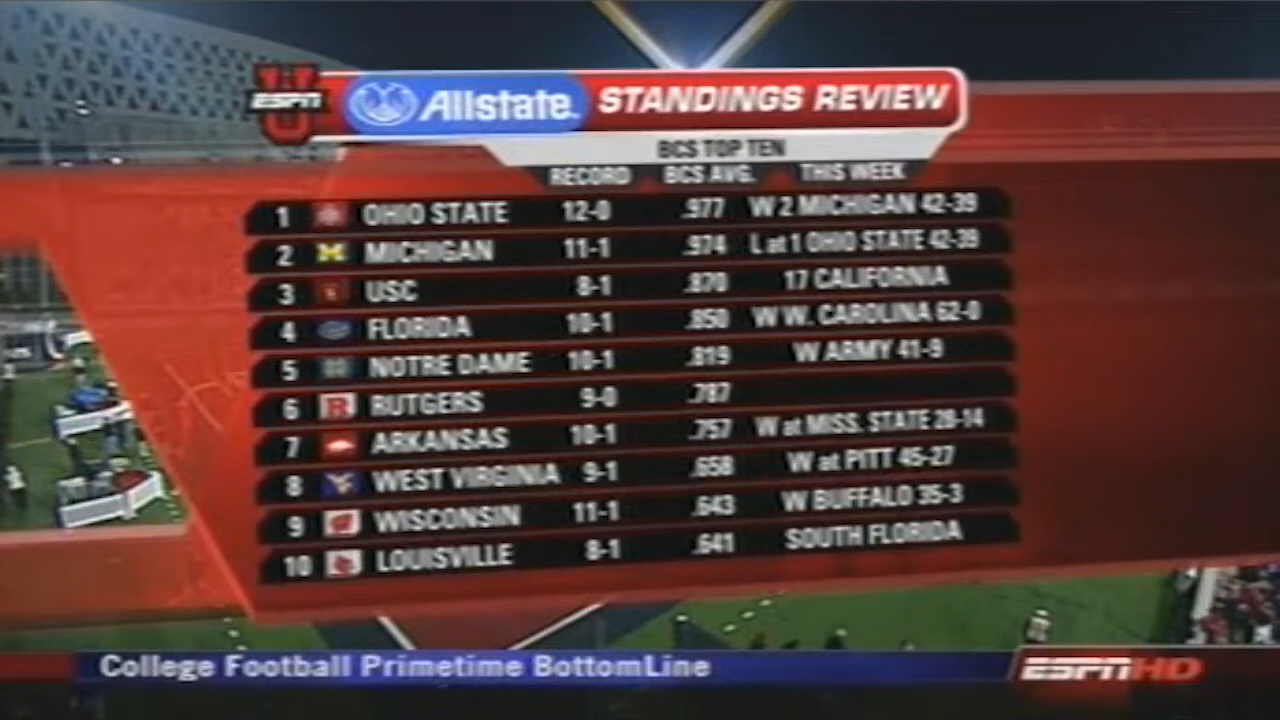 U
ESPN
Allstate. STANDINGS REVIEW
BCS TOP TEN
RECORD BCS AVG. THIS WEEK
1 OHIO STATE 12-0 .977 W 2 MICHIGAN 42-39
2 M MICHIGAN 11-1 .974 L at 1 OHIO STATE 42-39
3 USC 8-1 .870 17 CALIFORNIA
4 FLORIDA 10-1 .850 W W. CAROLINA 62-0
5 NOTRE DAME 10-1 .819 W ARMY 41-9
6 R RUTGERS 9-0 .787
7 ARKANSAS 10-1 .757 W at MISS. STATE 28-14
8 WV WEST VIRGINIA 9-1 .658 W at PITT 45-27
9 W WISCONSIN 11-1 .643 W BUFFALO 35-3
10 LOUISVILLE 8-1 .641 SOUTH FLORIDA
College Football Primetime BottomLine
ESPNHD